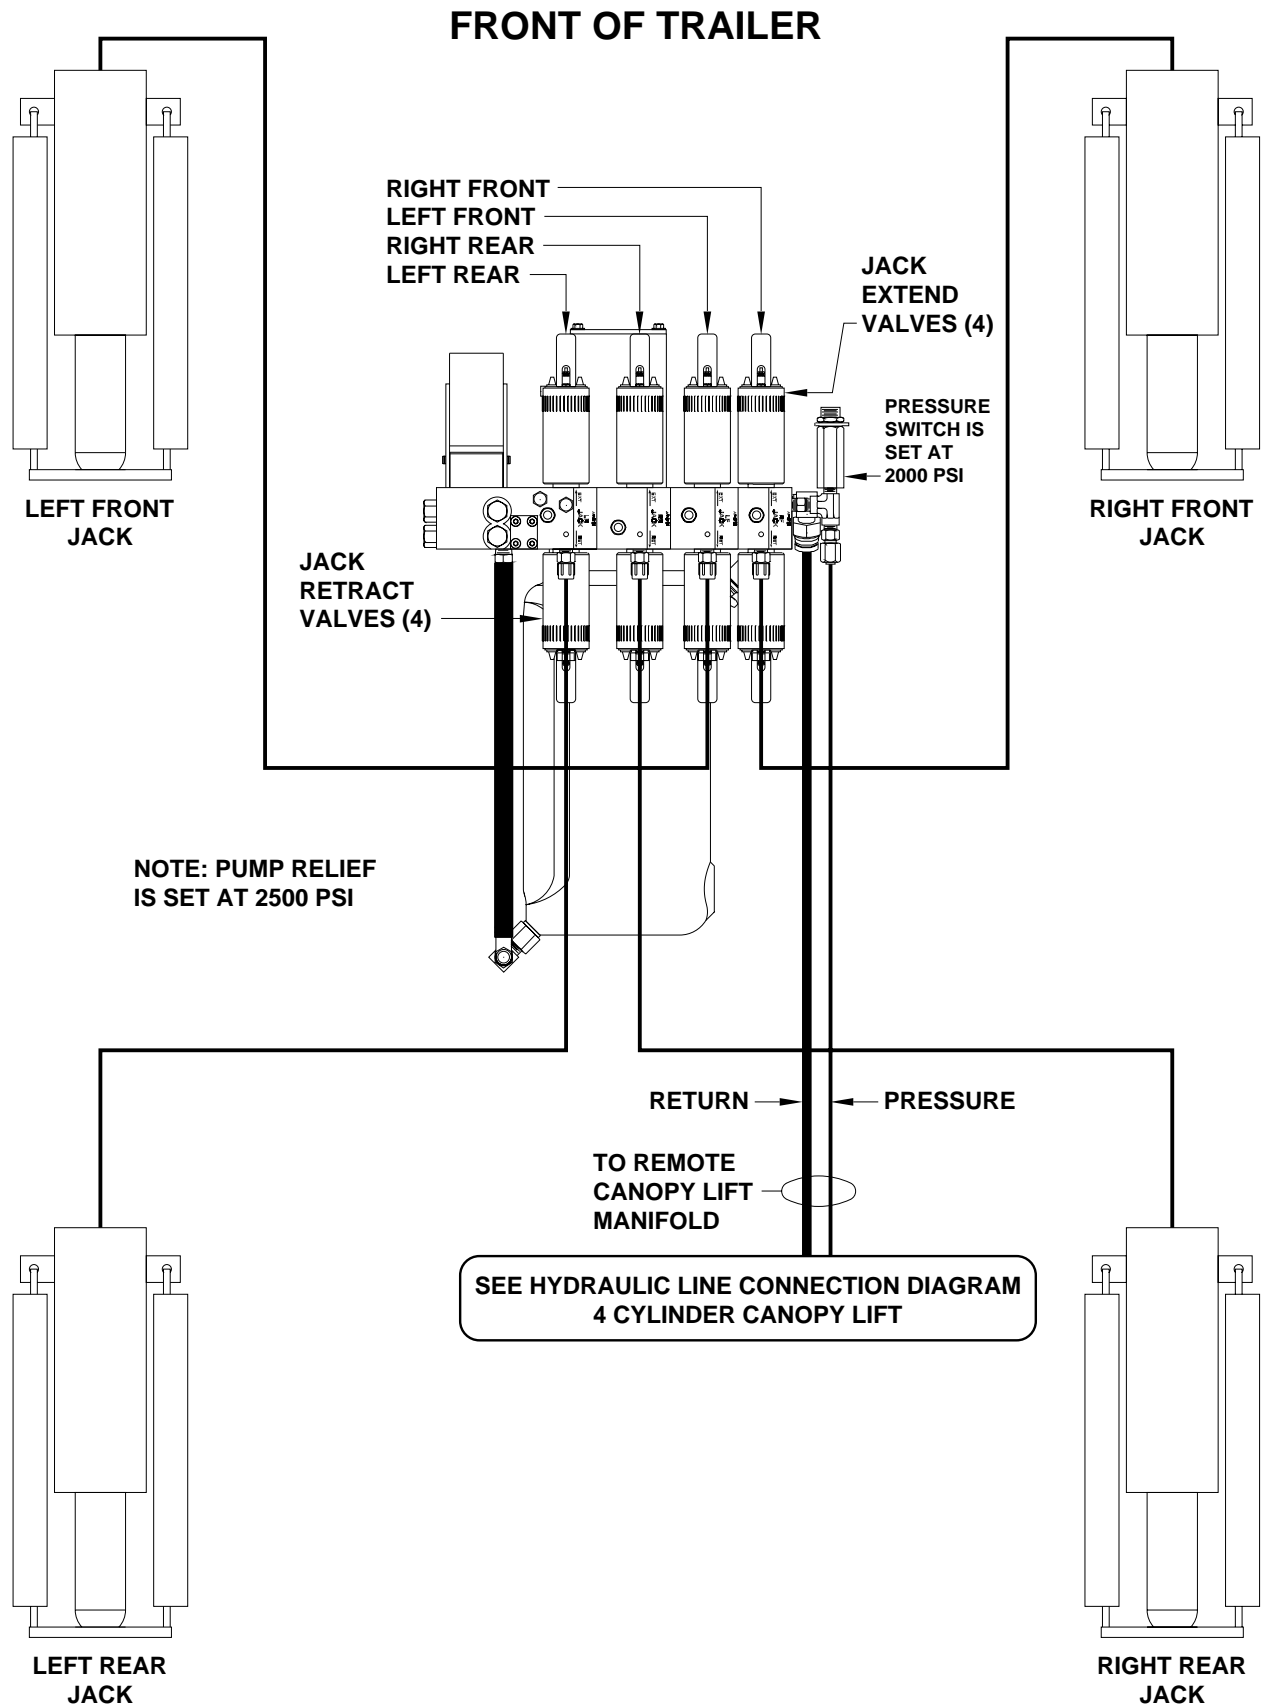 FRONT OF TRAILER
RIGHT FRONT
LEFT FRONT
RIGHT REAR
LEFT REAR
JACK
EXTEND
VALVES (4)
PRESSURE
SWITCH IS
SET AT
2000 PSI
LEFT FRONT
JACK
RIGHT FRONT
JACK
JACK
RETRACT
VALVES (4)
NOTE: PUMP RELIEF
IS SET AT 2500 PSI
RETURN
PRESSURE
TO REMOTE
CANOPY LIFT
MANIFOLD
SEE HYDRAULIC LINE CONNECTION DIAGRAM
4 CYLINDER CANOPY LIFT
LEFT REAR
JACK
RIGHT REAR
JACK